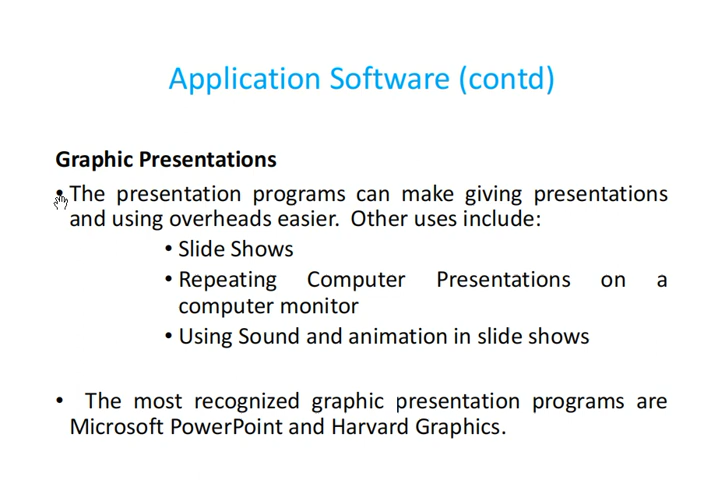 Application Software (contd)
Graphic Presentations
• The presentation programs can make giving presentations
and using overheads easier.  Other uses include:
• Slide Shows
• Repeating Computer Presentations on a
computer monitor
• Using Sound and animation in slide shows
• The most recognized graphic presentation programs are
Microsoft PowerPoint and Harvard Graphics.